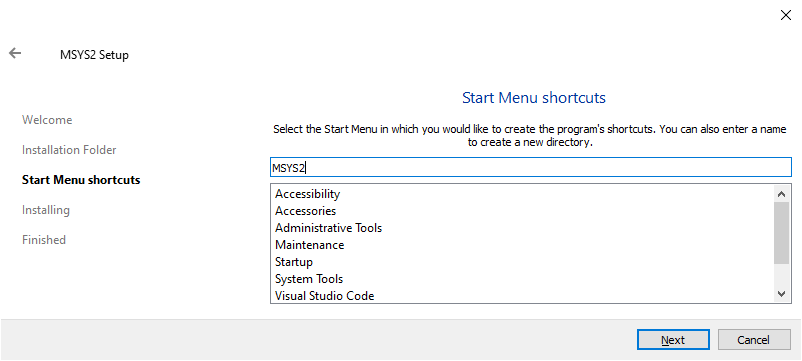 MSYS2 Setup
Welcome
Installation Folder
Start Menu shortcuts
Installing
Finished
Start Menu shortcuts
Select the Start Menu in which you would like to create the program's shortcuts. You can also enter a name
to create a new directory.
MSYS2
Accessibility
Accessories
Administrative Tools
Maintenance
Startup
System Tools
Visual Studio Code
Next
Cancel